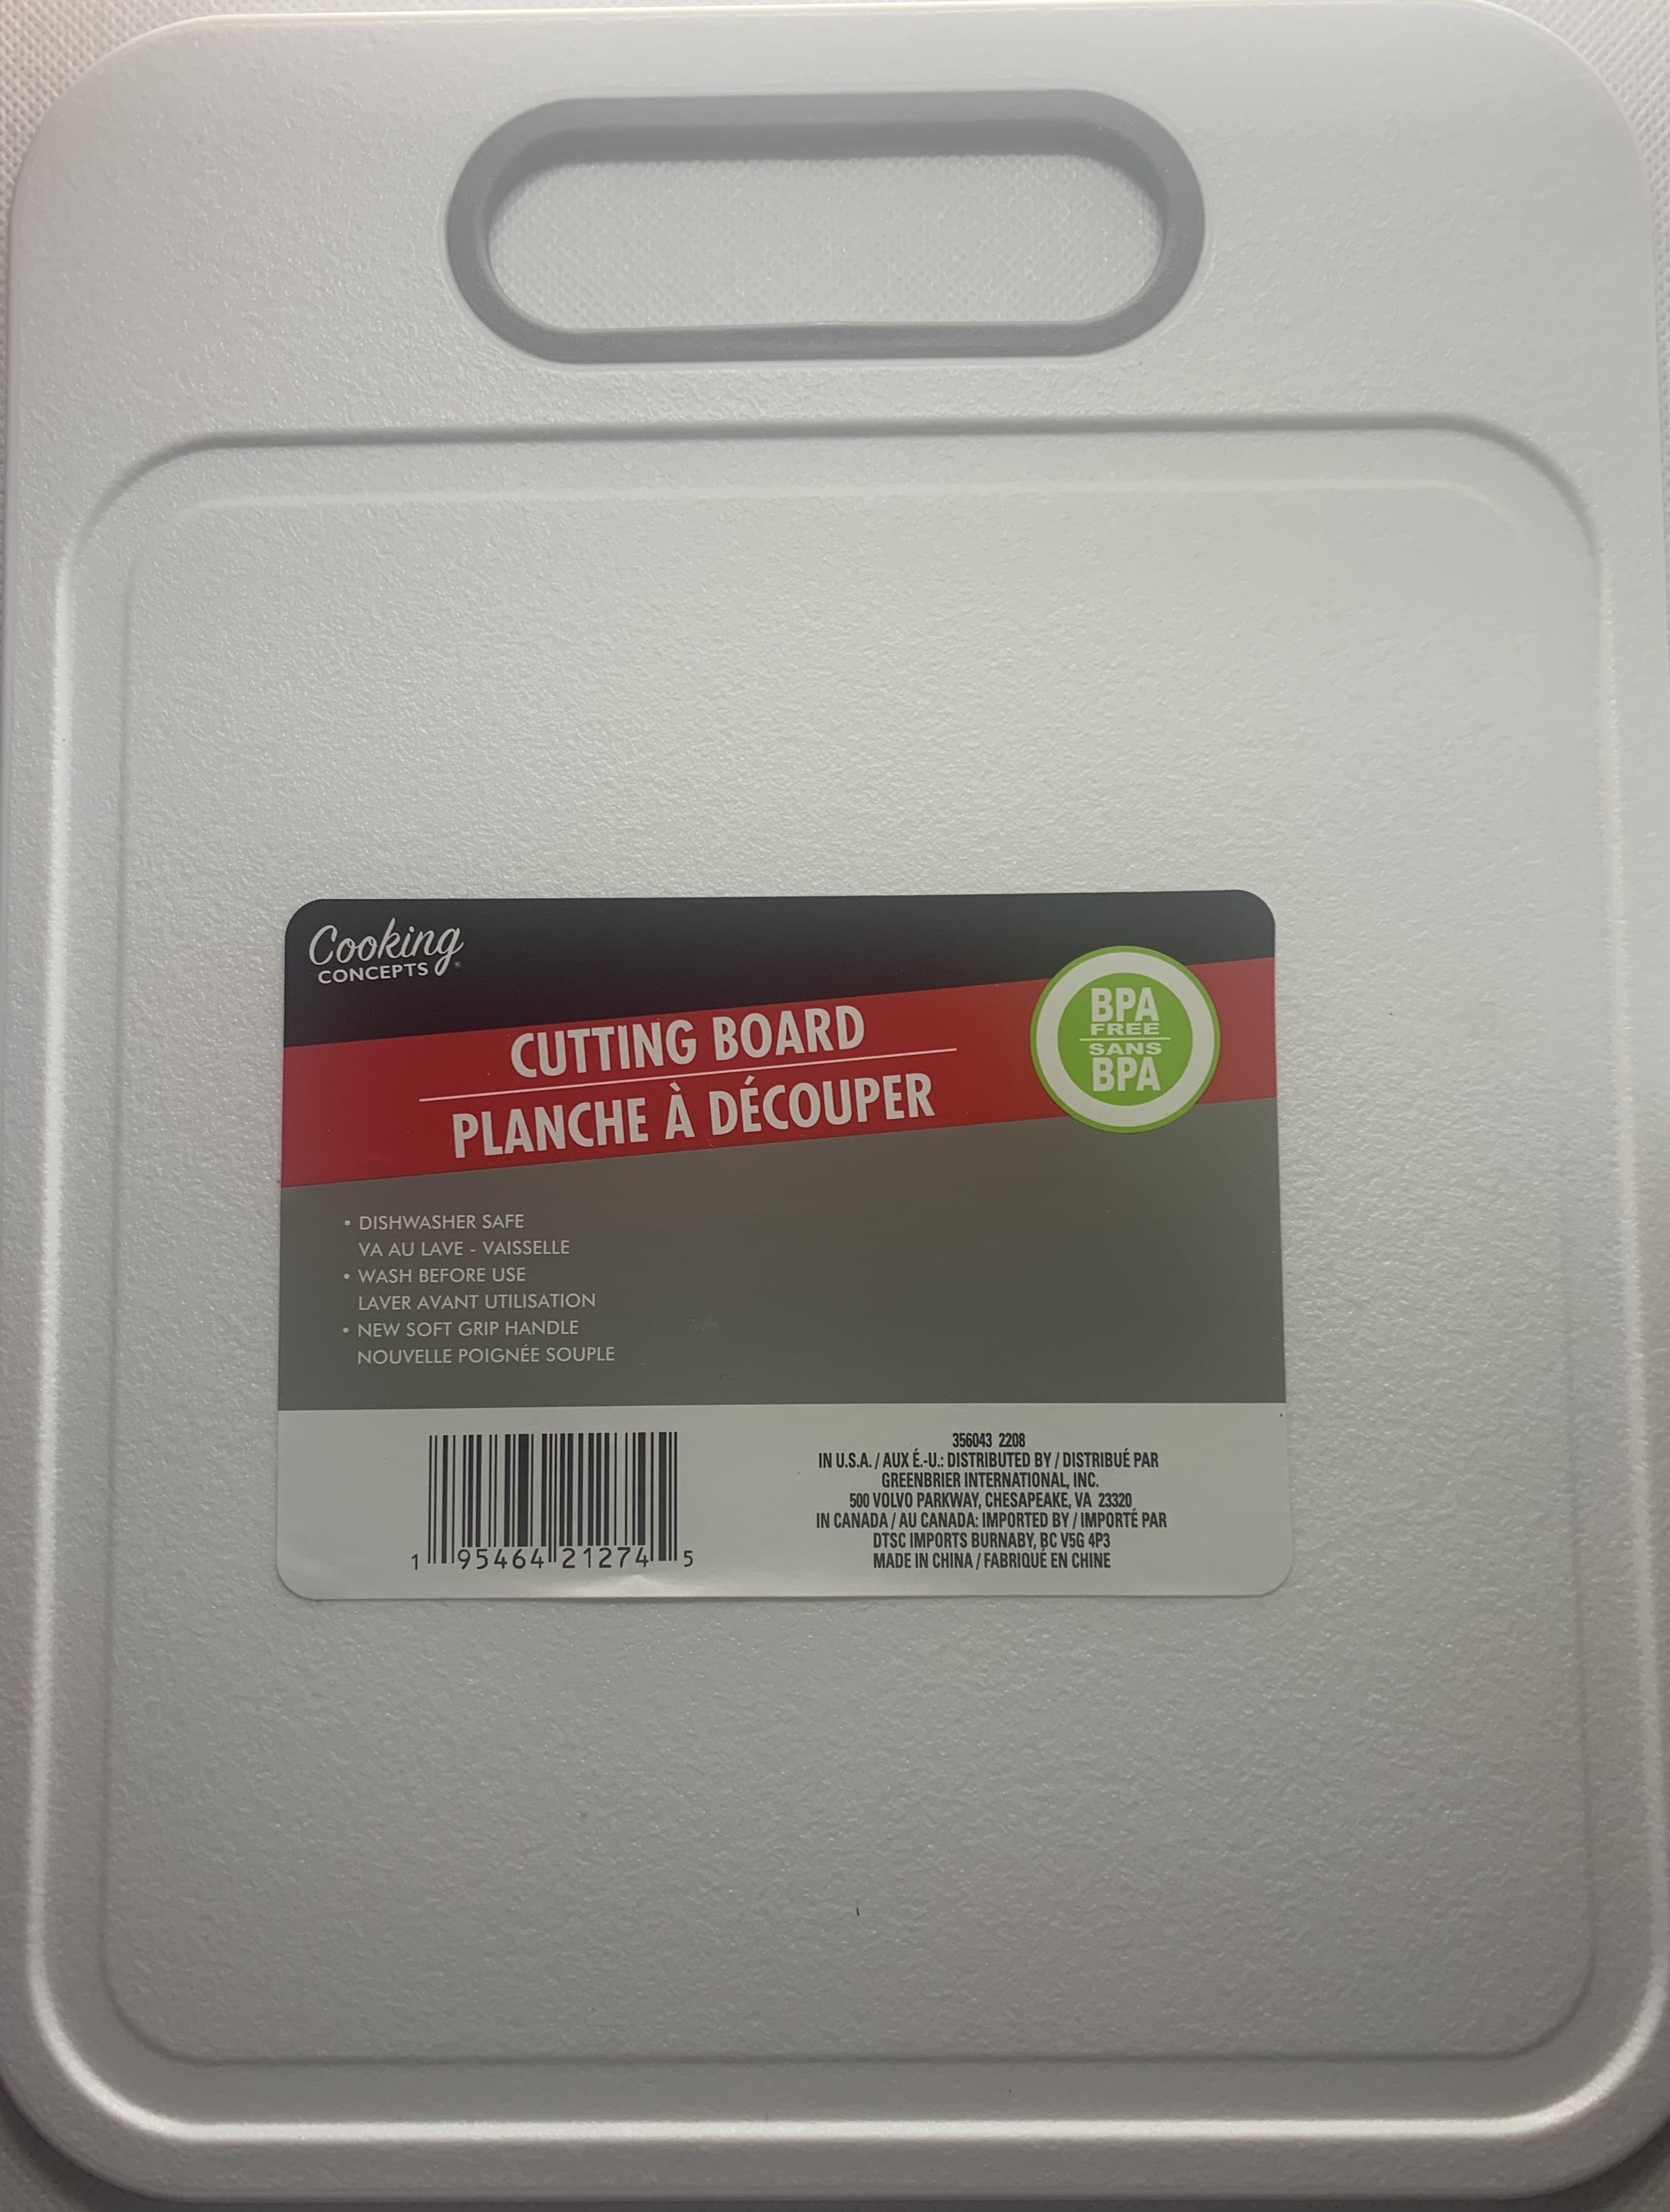 Cooking
CONCEPTS®
CUTTING BOARD
PLANCHE À DÉCOUPER
BPA
FREE
SANS
BPA
• DISHWASHER SAFE
VA AU LAVE - VAISSELLE
• WASH BEFORE USE
LAVER AVANT UTILISATION
• NEW SOFT GRIP HANDLE
NOUVELLE POIGNÉE SOUPLE
1 95464 21274 5
356043 2208
IN U.S.A. / AUX É.-U.: DISTRIBUTED BY / DISTRIBUÉ PAR
GREENBRIER INTERNATIONAL, INC.
500 VOLVO PARKWAY, CHESAPEAKE, VA 23320
IN CANADA / AU CANADA: IMPORTED BY / IMPORTÉ PAR
DTSC IMPORTS BURNABY, BC V5G 4P3
MADE IN CHINA / FABRIQUÉ EN CHINE